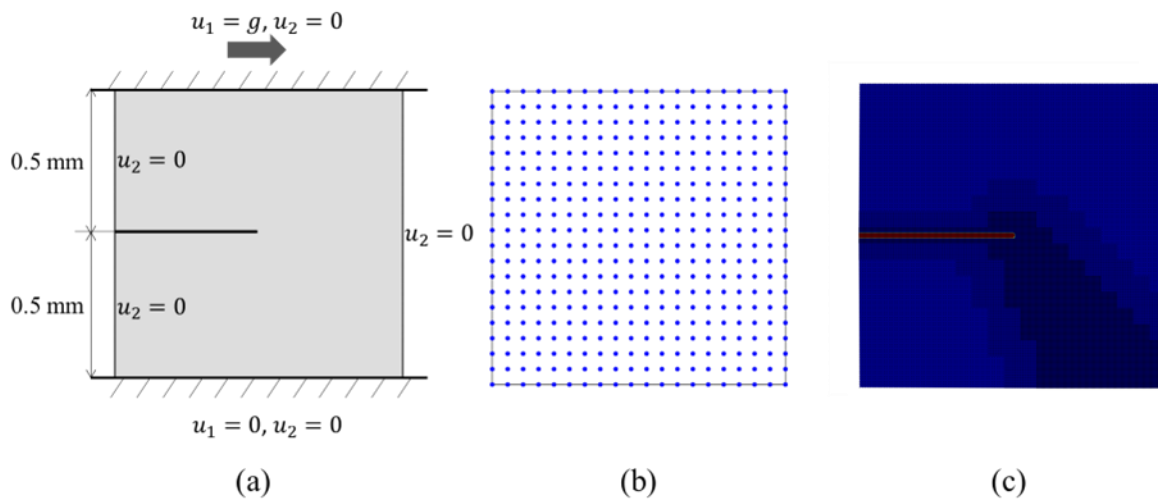 u₁ = g, u₂ = 0
0.5 mm
u₂ = 0
u₂ = 0
0.5 mm
u₂ = 0
u₁ = 0, u₂ = 0
(a)
(b)
(c)